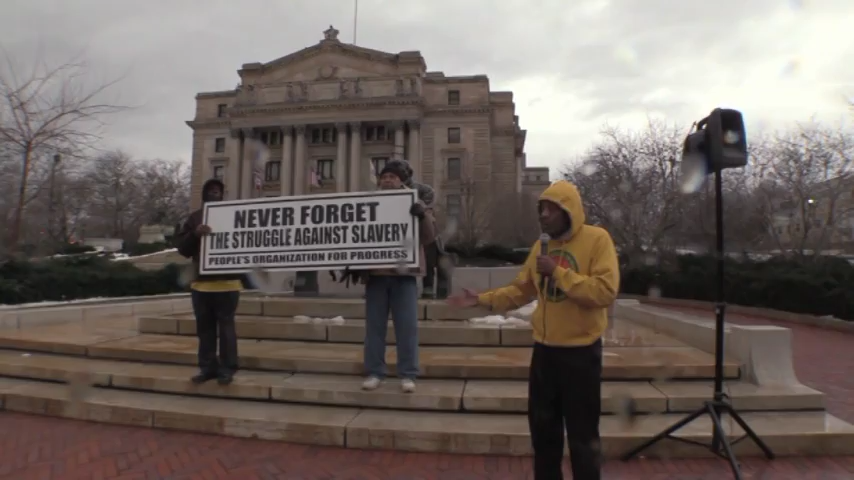 NEVER FORGET
THE STRUGGLE AGAINST SLAVERY
PEOPLE'S ORGANIZATION FOR PROGRESS